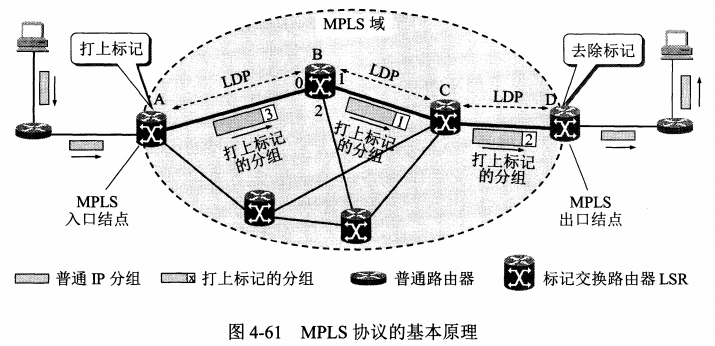 MPLS 域
打上标记
去除标记
LDP
B
LDP
C
LDP
D
A
0
1
2
3
打上标记
的分组
1
打上标记
的分组
2
打上标记
的分组
MPLS
入口结点
MPLS
出口结点
普通 IP 分组
x 打上标记的分组
普通路由器
标记交换路由器 LSR
图 4-61 MPLS 协议的基本原理